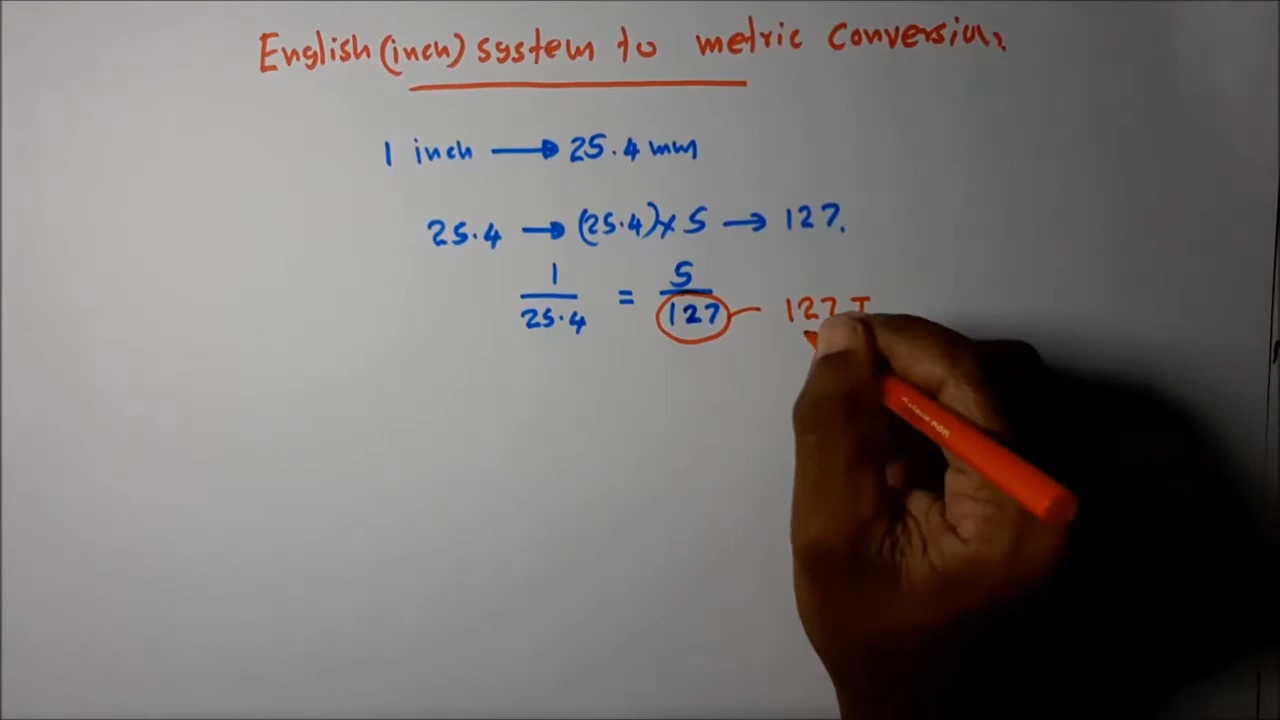 English (inch) system to metric conversion
1 inch → 25.4 mm
25.4 → (25.4) x 5 → 127.
1/25.4 = 5/127 – 127 T